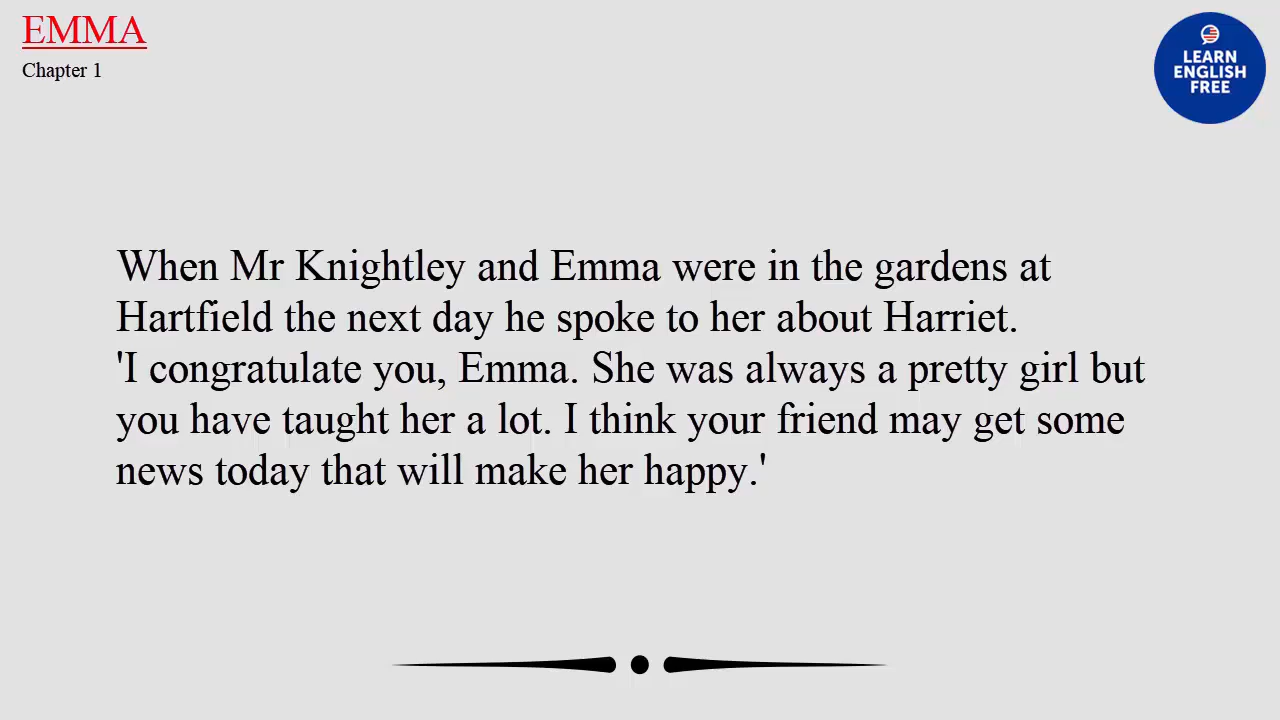 EMMA
Chapter 1
LEARN
ENGLISH
FREE
When Mr Knightley and Emma were in the gardens at
Hartfield the next day he spoke to her about Harriet.
'I congratulate you, Emma. She was always a pretty girl but
you have taught her a lot. I think your friend may get some
news today that will make her happy.'